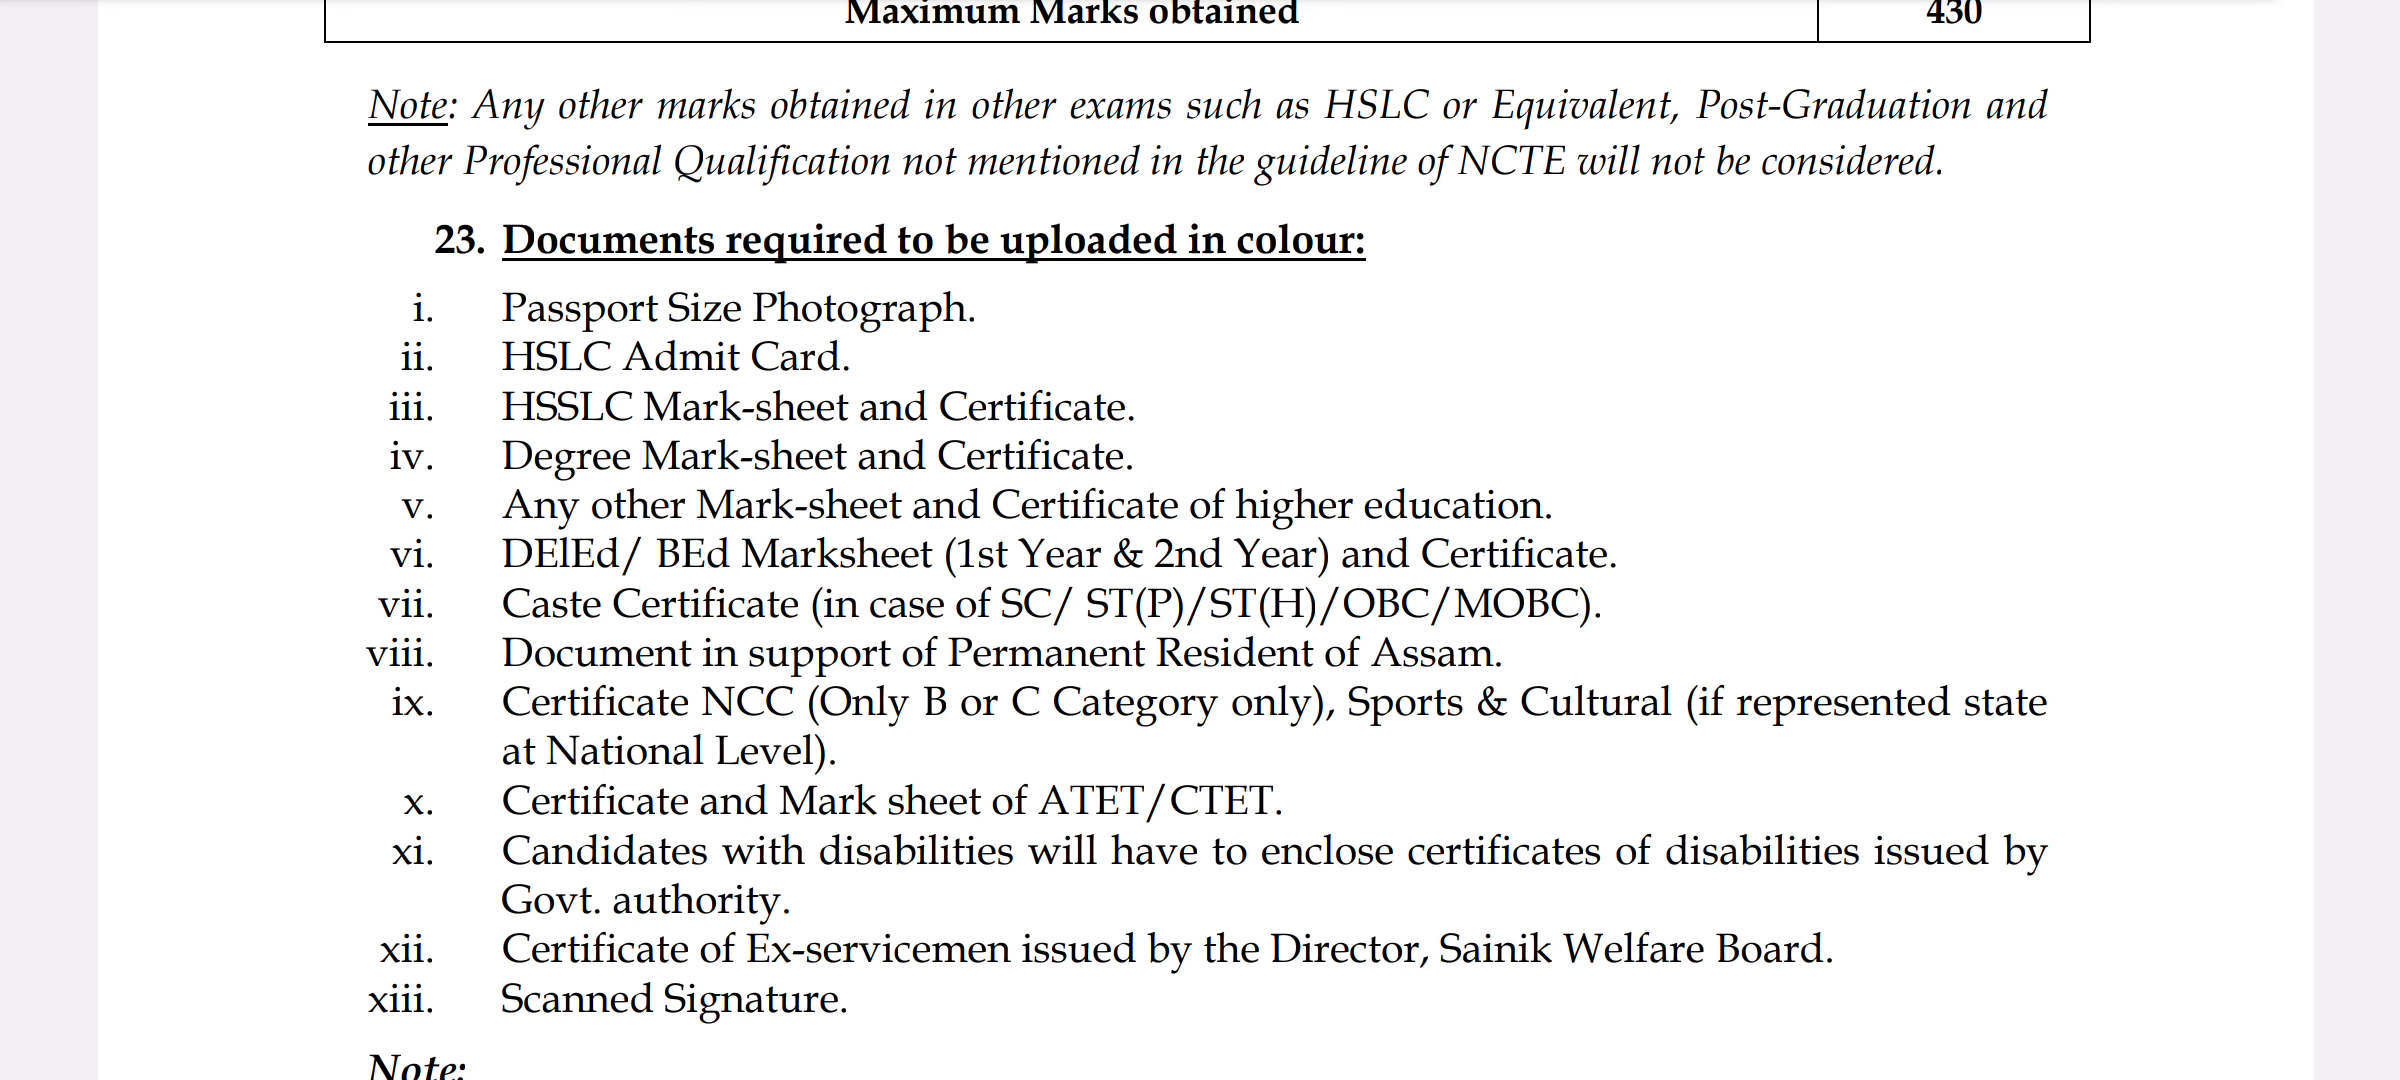 Maximum Marks obtained 430
Note: Any other marks obtained in other exams such as HSLC or Equivalent, Post-Graduation and
other Professional Qualification not mentioned in the guideline of NCTE will not be considered.
23. Documents required to be uploaded in colour:
i. Passport Size Photograph.
ii. HSLC Admit Card.
iii. HSSLC Mark-sheet and Certificate.
iv. Degree Mark-sheet and Certificate.
v. Any other Mark-sheet and Certificate of higher education.
vi. DElEd/ BEd Marksheet (1st Year & 2nd Year) and Certificate.
vii. Caste Certificate (in case of SC/ ST(P)/ST(H)/OBC/MOBC).
viii. Document in support of Permanent Resident of Assam.
ix. Certificate NCC (Only B or C Category only), Sports & Cultural (if represented state
at National Level).
x. Certificate and Mark sheet of ATET/CTET.
xi. Candidates with disabilities will have to enclose certificates of disabilities issued by
Govt. authority.
xii. Certificate of Ex-servicemen issued by the Director, Sainik Welfare Board.
xiii. Scanned Signature.
Note: